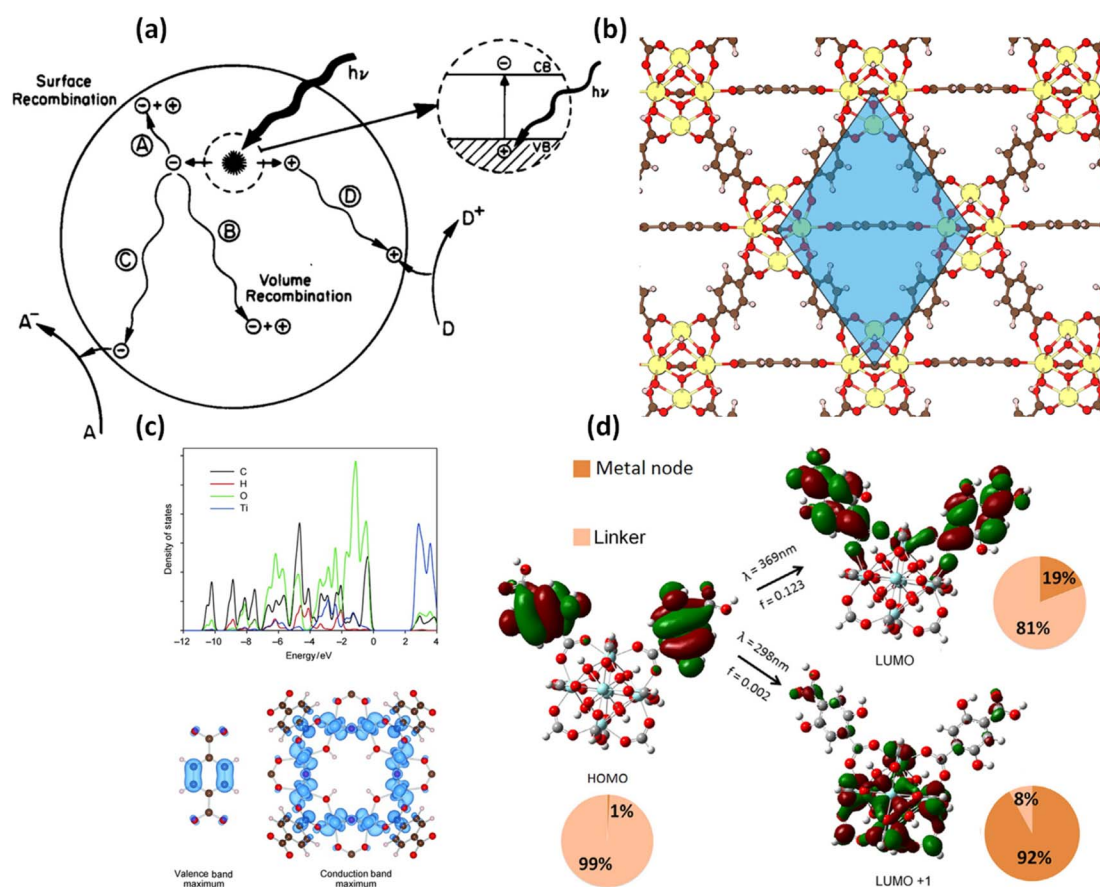 (a)
Surface
Recombination
hν
⊖+⊕
A
⊖
⊕
D
B
C
D+
⊕
Volume
Recombination
⊖+⊕
A−
⊖
A
D
⊖
CB
hν
VB
⊕
(b)
(c)
Density of states
C
H
O
Ti
−12 −10 −8 −6 −4 −2 0 2 4
Energy/eV
Valence band
maximum
Conduction band
maximum
(d)
Metal node
Linker
λ = 369nm
f = 0.123
λ = 298nm
f = 0.002
HOMO
1%
99%
19%
81%
LUMO
8%
92%
LUMO +1